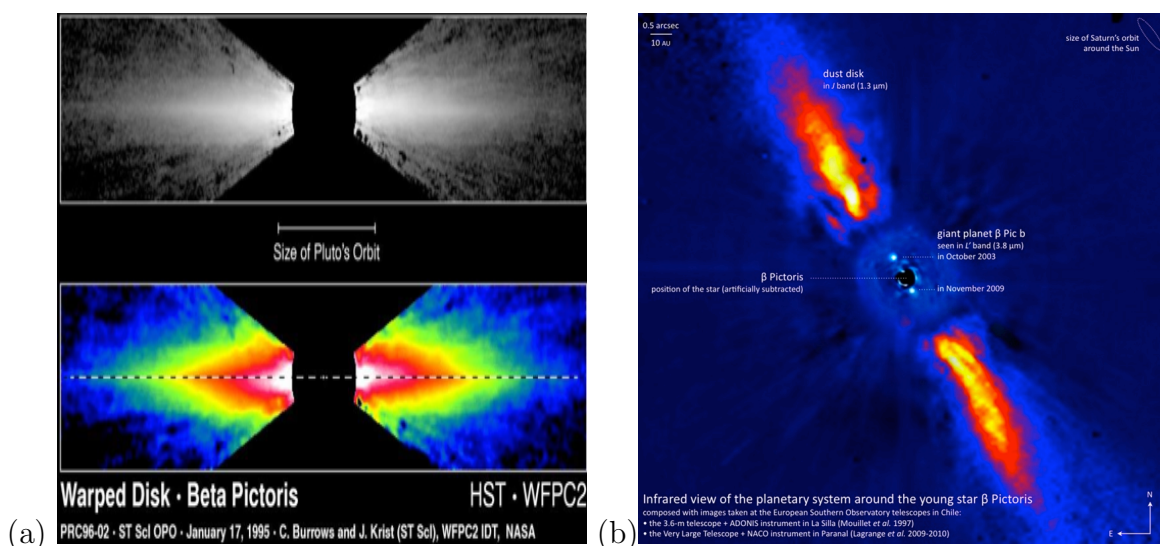 Size of Pluto's Orbit
Warped Disk · Beta Pictoris HST · WFPC2
PRC96-02 · ST ScI OPO · January 17, 1995 · C. Burrows and J. Krist (ST ScI), WFPC2 IDT, NASA
(a)
0.5 arcsec
10 AU
size of Saturn's orbit
around the Sun
dust disk
in J band (1.3 µm)
giant planet β Pic b
seen in L' band (3.8 µm)
in October 2003
β Pictoris
position of the star (artificially subtracted)
in November 2009
Infrared view of the planetary system around the young star β Pictoris
composed with images taken at the European Southern Observatory telescopes in Chile:
• the 3.6-m telescope + ADONIS instrument in La Silla (Mouillet et al. 1997)
• the Very Large Telescope + NACO instrument in Paranal (Lagrange et al. 2009-2010)
N
E
(b)